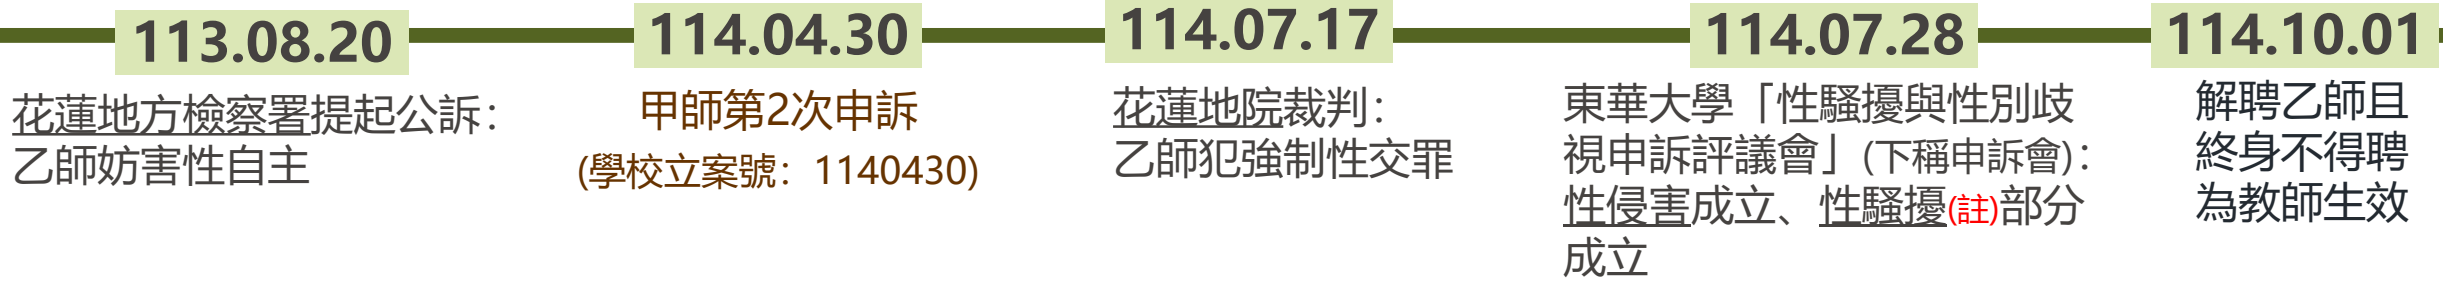 113.08.20
花蓮地方檢察署提起公訴：
乙師妨害性自主
114.04.30
甲師第2次申訴
(學校立案號：1140430)
114.07.17
花蓮地院裁判：
乙師犯強制性交罪
114.07.28
東華大學「性騷擾與性別歧
視申訴評議會」(下稱申訴會)：
性侵害成立、性騷擾(註)部分
成立
114.10.01
解聘乙師且
終身不得聘
為教師生效